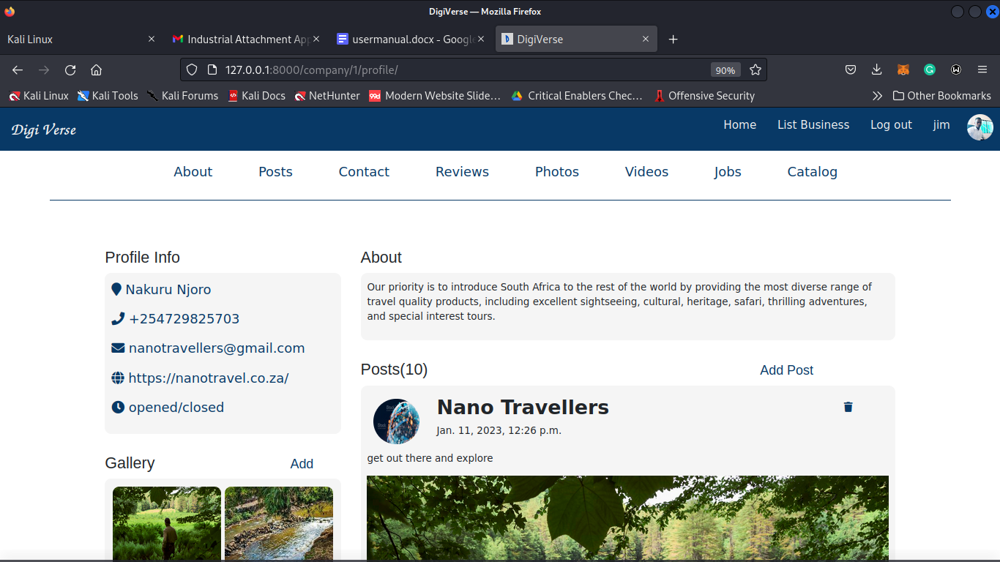 DigiVerse — Mozilla Firefox
Kali Linux
Industrial Attachment Ap
usermanual.docx - Googl
DigiVerse
127.0.0.1:8000/company/1/profile/
90%
Kali Linux
Kali Tools
Kali Forums
Kali Docs
NetHunter
Modern Website Slide…
Critical Enablers Chec…
Offensive Security
Other Bookmarks
Digi Verse
Home
List Business
Log out
jim
About
Posts
Contact
Reviews
Photos
Videos
Jobs
Catalog
Profile Info
Nakuru Njoro
+254729825703
nanotravellers@gmail.com
https://nanotravel.co.za/
opened/closed
Gallery
Add
About
Our priority is to introduce South Africa to the rest of the world by providing the most diverse range of
travel quality products, including excellent sightseeing, cultural, heritage, safari, thrilling adventures,
and special interest tours.
Posts(10)
Add Post
Nano Travellers
Jan. 11, 2023, 12:26 p.m.
get out there and explore